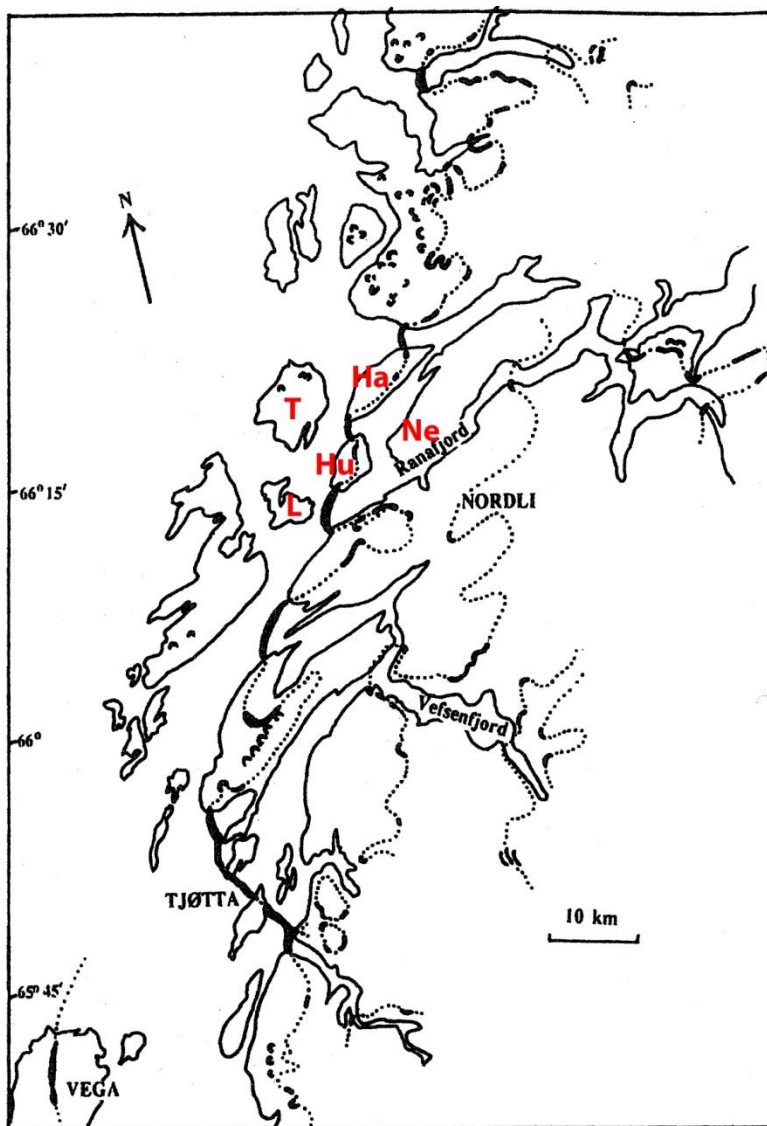 N
66° 30'
Ha
T
Ne
Ranafjord
Hu
66° 15'
L
NORDLI
Vefsenfjord
66°
TJØTTA
10 km
65° 45'
VEGA